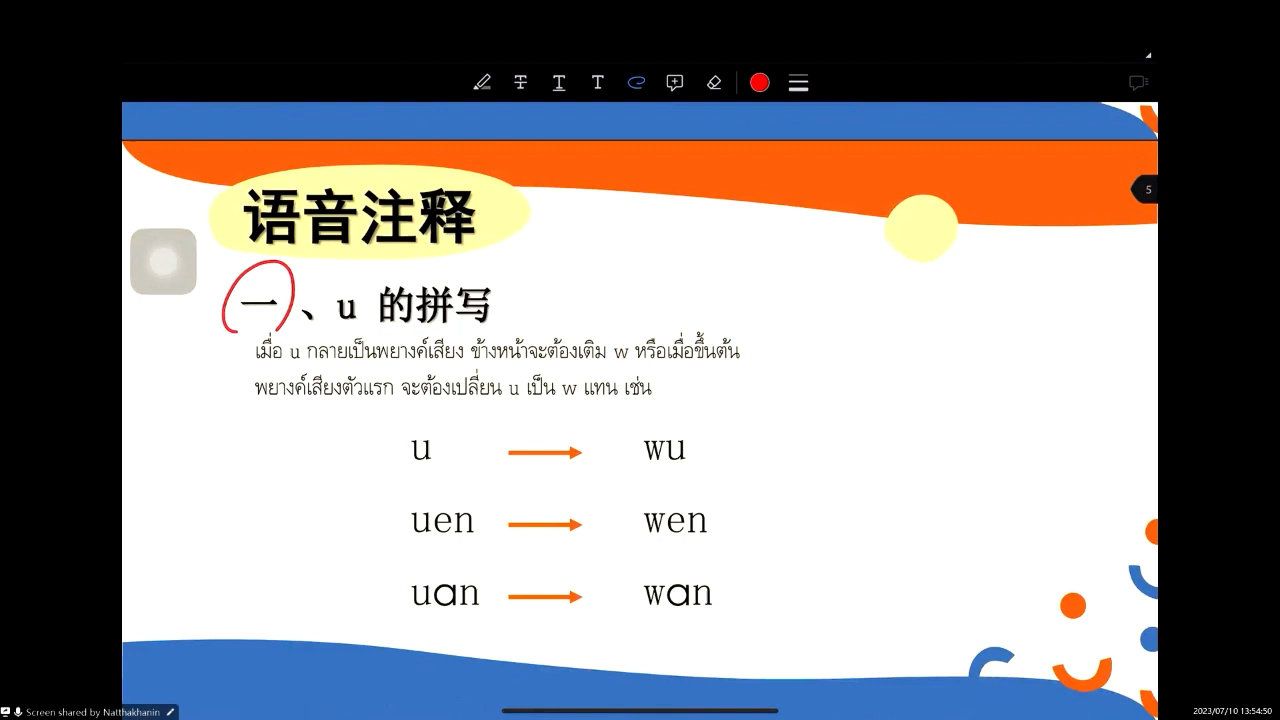 5
语音注释
一、u 的拼写
เมื่อ u กลายเป็นพยางค์เสียง ข้างหน้าจะต้องเติม w หรือเมื่อขึ้นต้น
พยางค์เสียงตัวแรก จะต้องเปลี่ยน u เป็น w แทน เช่น
u wu
uen wen
uan wan
Screen shared by Natthakhanin
2023/07/10 13:54:50